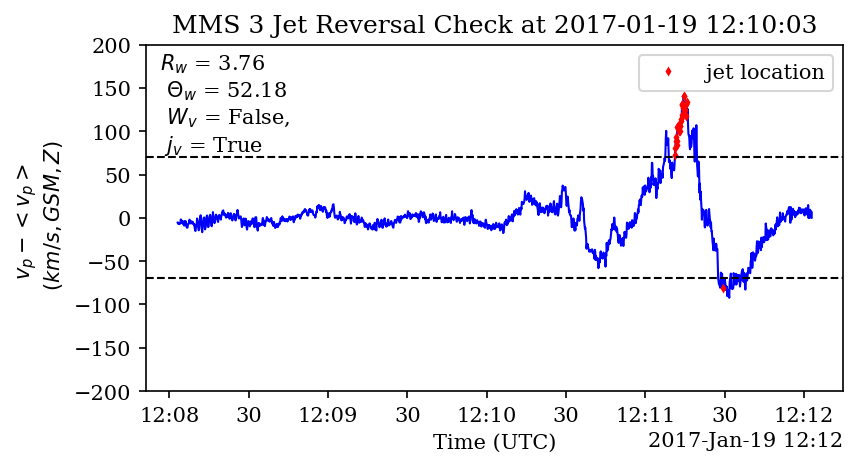 MMS 3 Jet Reversal Check at 2017-01-19 12:10:03
R_w = 3.76
Θ_w = 52.18
W_v = False,
j_v = True
jet location
v_p − < v_p >
(km/s, GSM, Z)
200
150
100
50
0
−50
−100
−150
−200
12:08 30 12:09 30 12:10 30 12:11 30 12:12
Time (UTC)
2017-Jan-19 12:12